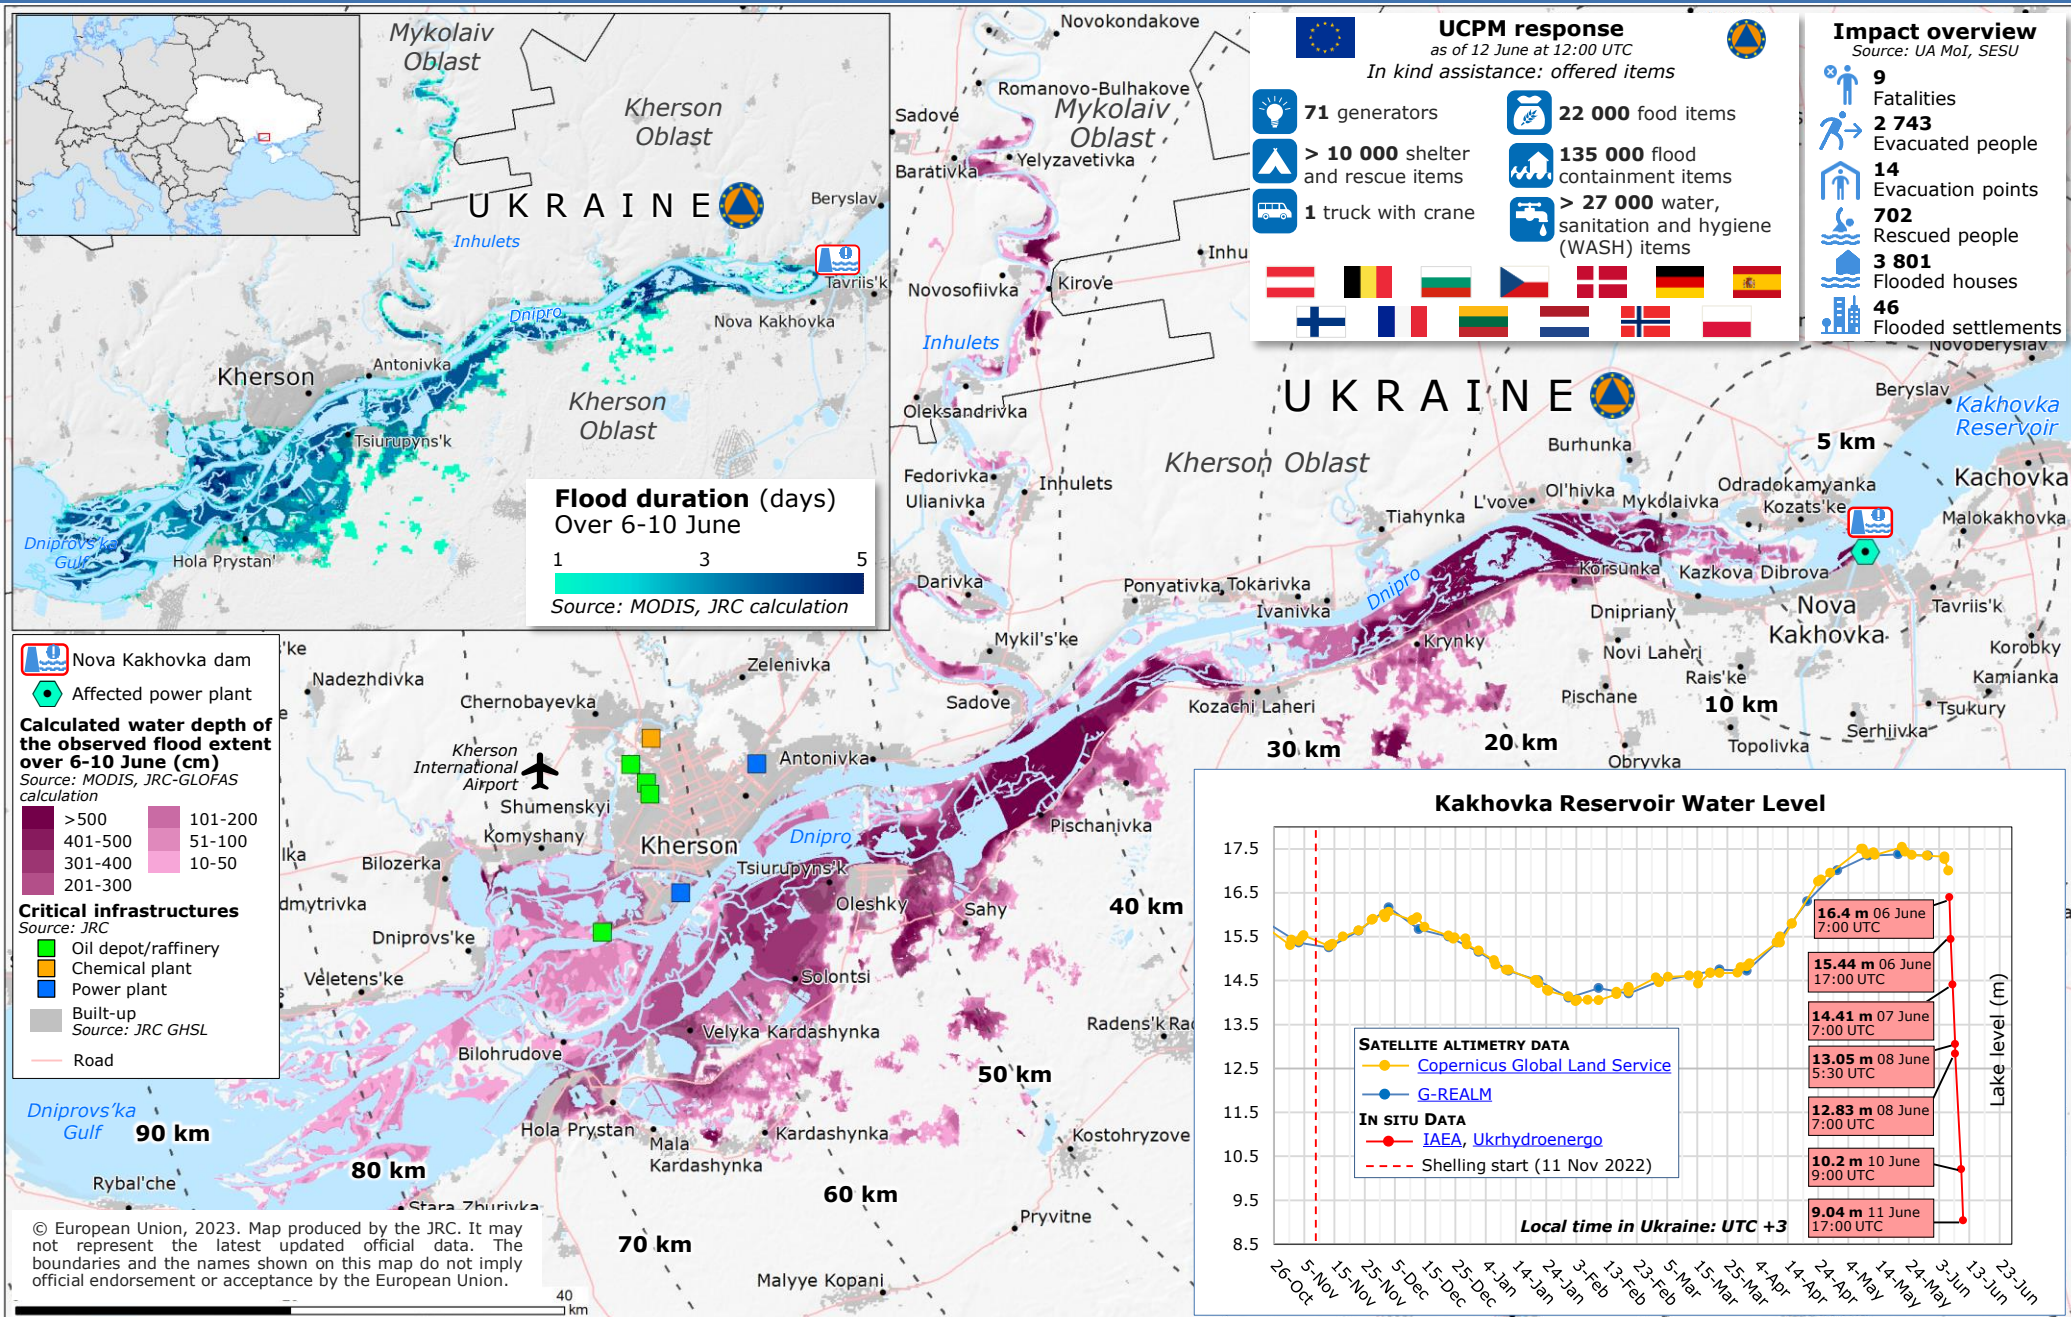 Mykolaiv
Oblast
Kherson
Oblast
UKRAINE
Beryslav
Inhulets
Tavriis'k
Dnipro
Nova Kakhovka
Antonivka
Kherson
Kherson
Oblast
Tsiurupyns'k
Dniprovs'ka
Gulf
Hola Prystan'
Flood duration (days)
Over 6-10 June
1 3 5
Source: MODIS, JRC calculation
Novokondakove
Romanovo-Bulhakove
Mykolaiv
Oblast
Sadove
Barativka
Yelyzavetivka
Inhu
Novosofiivka
Kirove
Inhulets
Oleksandrivka
Fedorivka
Ulianivka
Inhulets
Darivka
Mykil's'ke
Sadove
UCPM response
as of 12 June at 12:00 UTC
In kind assistance: offered items
71 generators
22 000 food items
> 10 000 shelter
and rescue items
135 000 flood
containment items
1 truck with crane
> 27 000 water,
sanitation and hygiene
(WASH) items
Impact overview
Source: UA MoI, SESU
9
Fatalities
2 743
Evacuated people
14
Evacuation points
702
Rescued people
3 801
Flooded houses
46
Flooded settlements
Novoberyslav
UKRAINE
Beryslav
Kakhovka
Reservoir
5 km
Burhunka
Kherson Oblast
Kachovka
L'vove
Ol'hivka
Mykolaivka
Odradokamyanka
Kozats'ke
Malokakhovka
Tiahynka
Korsunka
Kazkova Dibrova
Ponyativka
Tokarivka
Ivanivka
Dnipro
Dnipriany
Nova
Kakhovka
Tavriis'k
Krynky
Novi Laheri
Korobky
Rais'ke
Kamianka
Kozachi Laheri
Pischane
10 km
Tsukury
30 km
20 km
Topolivka
Serhiivka
Obryvka
Nova Kakhovka dam
Affected power plant
Calculated water depth of
the observed flood extent
over 6-10 June (cm)
Source: MODIS, JRC-GLOFAS
calculation
>500
401-500
301-400
201-300
101-200
51-100
10-50
Critical infrastructures
Source: JRC
Oil depot/raffinery
Chemical plant
Power plant
Built-up
Source: JRC GHSL
Road
's'ke
Nadezhdivka
Zelenivka
Chernobayevka
Kherson
International
Airport
Antonivka
Shumenskyi
Komyshany
Kherson
Dnipro
Pischanivka
lka
Bilozerka
Tsiurupyns'k
dmytrivka
Oleshky
Sahy
40 km
Dniprovs'ke
Veletens'ke
Solontsi
Velyka Kardashynka
Radens'k
Bilohrudove
50 km
Dniprovs'ka
Gulf
90 km
Hola Prystan
Mala
Kardashynka
Kardashynka
Kostohryzove
80 km
Rybal'che
60 km
Stara Zburivka
Pryvitne
70 km
Malyye Kopani
© European Union, 2023. Map produced by the JRC. It may
not represent the latest updated official data. The
boundaries and the names shown on this map do not imply
official endorsement or acceptance by the European Union.
40
km
Kakhovka Reservoir Water Level
17.5
16.5
15.5
14.5
13.5
12.5
11.5
10.5
9.5
8.5
16.4 m 06 June
7:00 UTC
15.44 m 06 June
17:00 UTC
14.41 m 07 June
7:00 UTC
13.05 m 08 June
5:30 UTC
12.83 m 08 June
7:00 UTC
10.2 m 10 June
9:00 UTC
9.04 m 11 June
17:00 UTC
Lake level (m)
SATELLITE ALTIMETRY DATA
Copernicus Global Land Service
G-REALM
IN SITU DATA
IAEA, Ukrhydroenergo
Shelling start (11 Nov 2022)
Local time in Ukraine: UTC +3
26-Oct
5-Nov
15-Nov
25-Nov
5-Dec
15-Dec
25-Dec
4-Jan
14-Jan
24-Jan
3-Feb
13-Feb
23-Feb
5-Mar
15-Mar
25-Mar
4-Apr
14-Apr
24-Apr
4-May
14-May
24-May
3-Jun
13-Jun
23-Jun